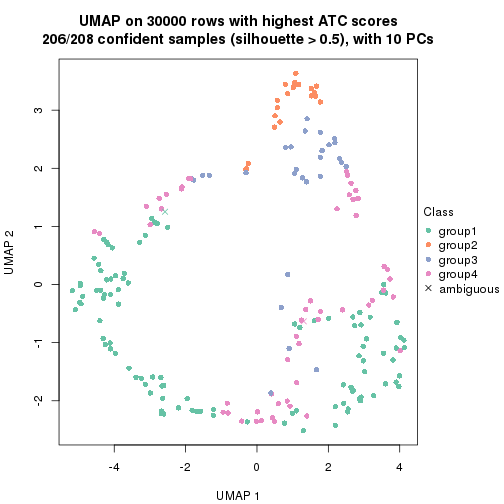 UMAP on 30000 rows with highest ATC scores
206/208 confident samples (silhouette > 0.5), with 10 PCs
3
2
1
0
-1
-2
UMAP 2
-4
-2
0
2
4
UMAP 1
Class
group1
group2
group3
group4
ambiguous